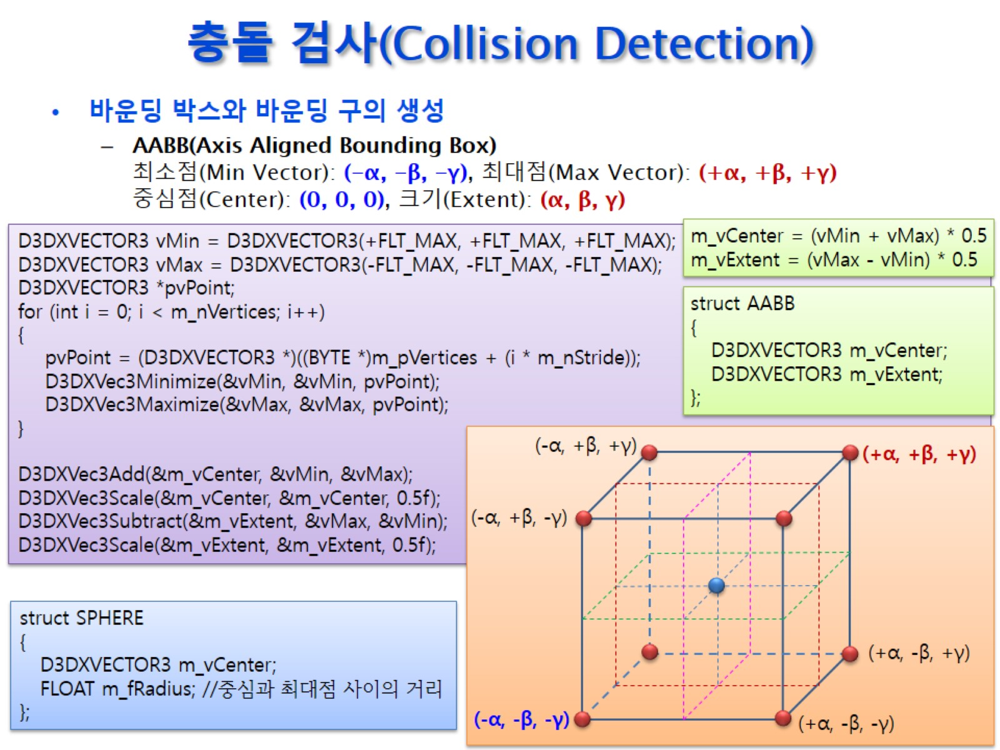 충돌 검사(Collision Detection)
• 바운딩 박스와 바운딩 구의 생성
– AABB(Axis Aligned Bounding Box)
최소점(Min Vector): (−α, −β, −γ), 최대점(Max Vector): (+α, +β, +γ)
중심점(Center): (0, 0, 0), 크기(Extent): (α, β, γ)
D3DXVECTOR3 vMin = D3DXVECTOR3(+FLT_MAX, +FLT_MAX, +FLT_MAX);
D3DXVECTOR3 vMax = D3DXVECTOR3(-FLT_MAX, -FLT_MAX, -FLT_MAX);
D3DXVECTOR3 *pvPoint;
for (int i = 0; i < m_nVertices; i++)
{
pvPoint = (D3DXVECTOR3 *)((BYTE *)m_pVertices + (i * m_nStride));
D3DXVec3Minimize(&vMin, &vMin, pvPoint);
D3DXVec3Maximize(&vMax, &vMax, pvPoint);
}
D3DXVec3Add(&m_vCenter, &vMin, &vMax);
D3DXVec3Scale(&m_vCenter, &m_vCenter, 0.5f);
D3DXVec3Subtract(&m_vExtent, &vMax, &vMin);
D3DXVec3Scale(&m_vExtent, &m_vExtent, 0.5f);
m_vCenter = (vMin + vMax) * 0.5
m_vExtent = (vMax - vMin) * 0.5
struct AABB
{
D3DXVECTOR3 m_vCenter;
D3DXVECTOR3 m_vExtent;
};
struct SPHERE
{
D3DXVECTOR3 m_vCenter;
FLOAT m_fRadius; //중심과 최대점 사이의 거리
};
(-α, +β, +γ)
(+α, +β, +γ)
(-α, +β, -γ)
(+α, -β, +γ)
(-α, -β, -γ)
(+α, -β, -γ)